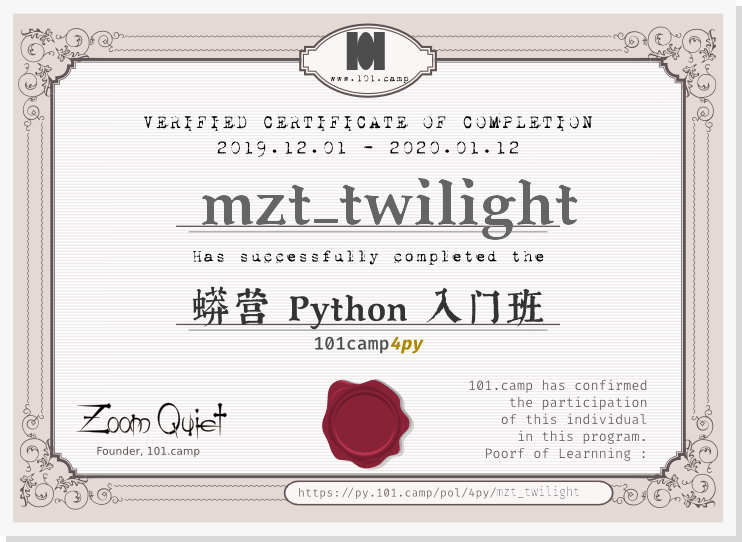 101
www.101.camp
VERIFIED CERTIFICATE OF COMPLETION
2019.12.01 - 2020.01.12
mzt_twilight
Has successfully completed the
蟒营 Python 入门班
101camp4py
101.camp has confirmed
the participation
of this individual
in this program.
Poorf of Learnning :
Zoom Quiet
Founder, 101.camp
https://py.101.camp/pol/4py/mzt_twilight